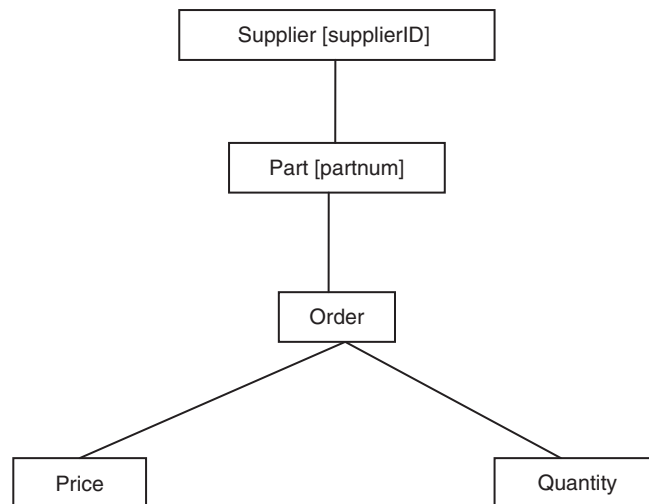 Supplier [supplierID]
Part [partnum]
Order
Price
Quantity